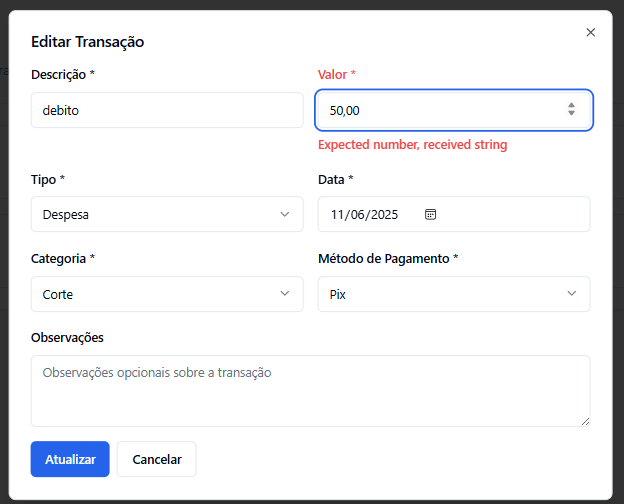 Editar Transação
Descrição *
Valor *
debito
50,00
Expected number, received string
Tipo *
Data *
Despesa
11/06/2025
Categoria *
Método de Pagamento *
Corte
Pix
Observações
Observações opcionais sobre a transação
Atualizar
Cancelar